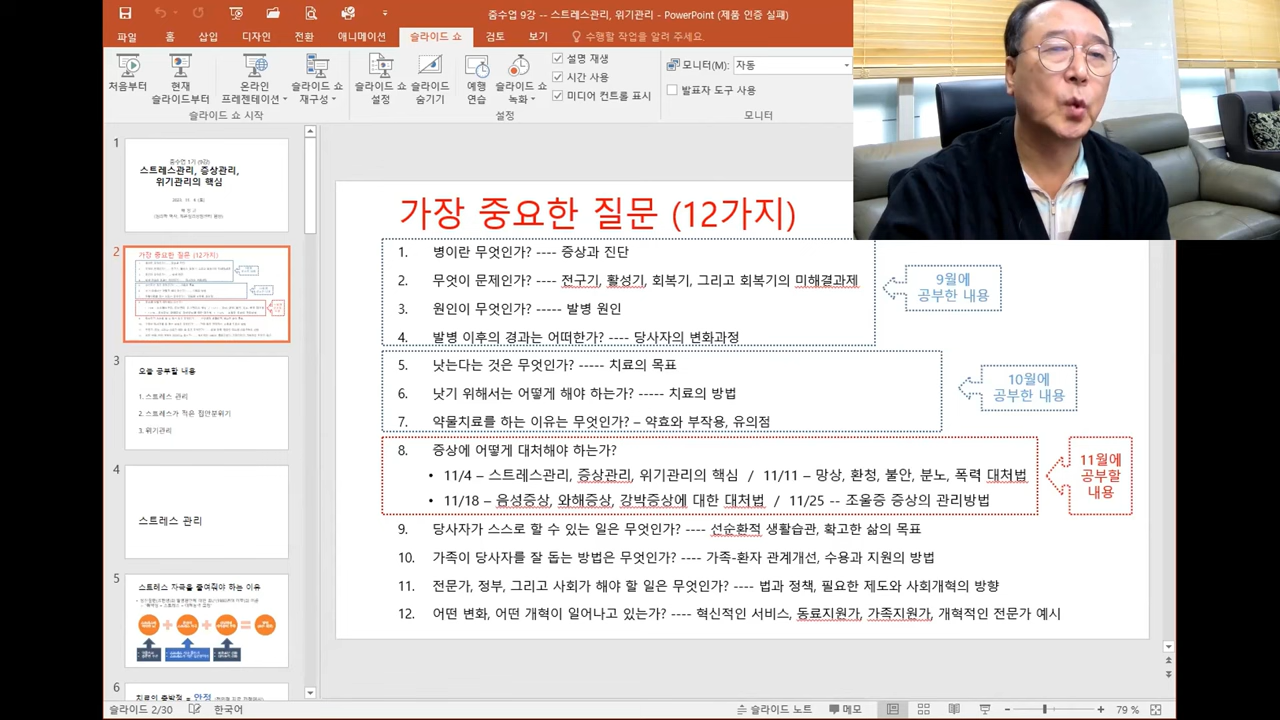 줌수업 9강 -- 스트레스관리, 위기관리 - PowerPoint (제품 인증 실패)
파일 홈 삽입 디자인 전환 애니메이션 슬라이드 쇼 검토 보기 수행할 작업을 알려 주세요.
처음부터
현재
슬라이드부터
온라인
프레젠테이션
슬라이드 쇼
재구성
슬라이드 쇼
설정
슬라이드
숨기기
예행
연습
슬라이드 쇼
녹화
설명 재생
시간 사용
미디어 컨트롤 표시
모니터(M): 자동
발표자 도구 사용
슬라이드 쇼 시작
설정
모니터
1
줌수업 1기 (9강)
스트레스관리, 증상관리,
위기관리의 핵심
2
가장 중요한 질문 (12가지)
3
오늘 공부할 내용
1. 스트레스 관리
2. 스트레스가 적은 집안분위기
3. 위기관리
4
스트레스 관리
5
스트레스 자극을 줄여줘야 하는 이유
6
가장 중요한 질문 (12가지)
1. 병이란 무엇인가? ---- 증상과 진단
2. 무엇이 문제인가? ---- 전구기, 활성기, 회복기, 그리고 회복기의 미해결과제
3. 원인이 무엇인가? ----- 발병 원인
4. 발병 이후의 경과는 어떠한가? ---- 당사자의 변화과정
9월에
공부한 내용
5. 낫는다는 것은 무엇인가? ----- 치료의 목표
6. 낫기 위해서는 어떻게 해야 하는가? ----- 치료의 방법
7. 약물치료를 하는 이유는 무엇인가? – 약효와 부작용, 유의점
10월에
공부한 내용
8. 증상에 어떻게 대처해야 하는가?
• 11/4 – 스트레스관리, 증상관리, 위기관리의 핵심 / 11/11 – 망상, 환청, 불안, 분노, 폭력 대처법
• 11/18 – 음성증상, 와해증상, 강박증상에 대한 대처법 / 11/25 -- 조울증 증상의 관리방법
11월에
공부할
내용
9. 당사자가 스스로 할 수 있는 일은 무엇인가? ---- 선순환적 생활습관, 확고한 삶의 목표
10. 가족이 당사자를 잘 돕는 방법은 무엇인가? ---- 가족-환자 관계개선, 수용과 지원의 방법
11. 전문가, 정부, 그리고 사회가 해야 할 일은 무엇인가? ---- 법과 정책, 필요한 제도와 사회개혁의 방향
12. 어떤 변화, 어떤 개혁이 일어나고 있는가? ---- 혁신적인 서비스, 동료지원가, 가족지원가, 개혁적인 전문가 예시
슬라이드 2/30 한국어 슬라이드 노트 메모 79 %